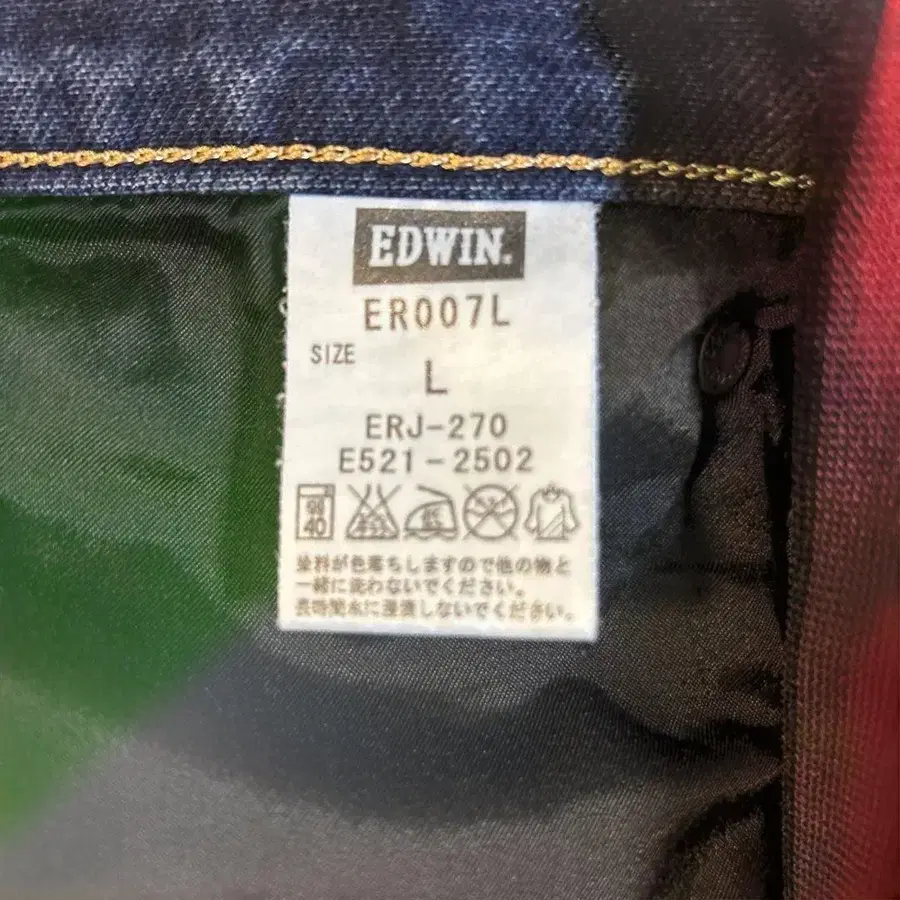 EDWIN.
ER007L
SIZE
L
ERJ-270
E521-2502
40
染料が色落ちしますので他の物と
一緒に洗わないでください。
長時間水に浸漬しないでください。